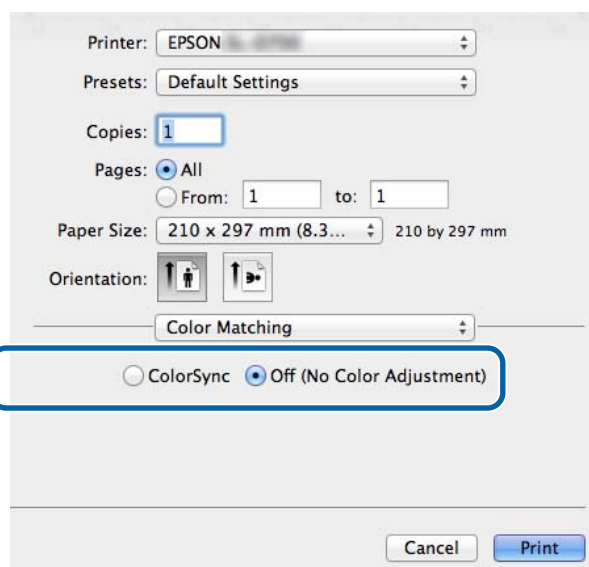 Printer: EPSON
Presets: Default Settings
Copies: 1
Pages: All
From: 1 to: 1
Paper Size: 210 x 297 mm (8.3... 210 by 297 mm
Orientation:
Color Matching
ColorSync Off (No Color Adjustment)
Cancel Print